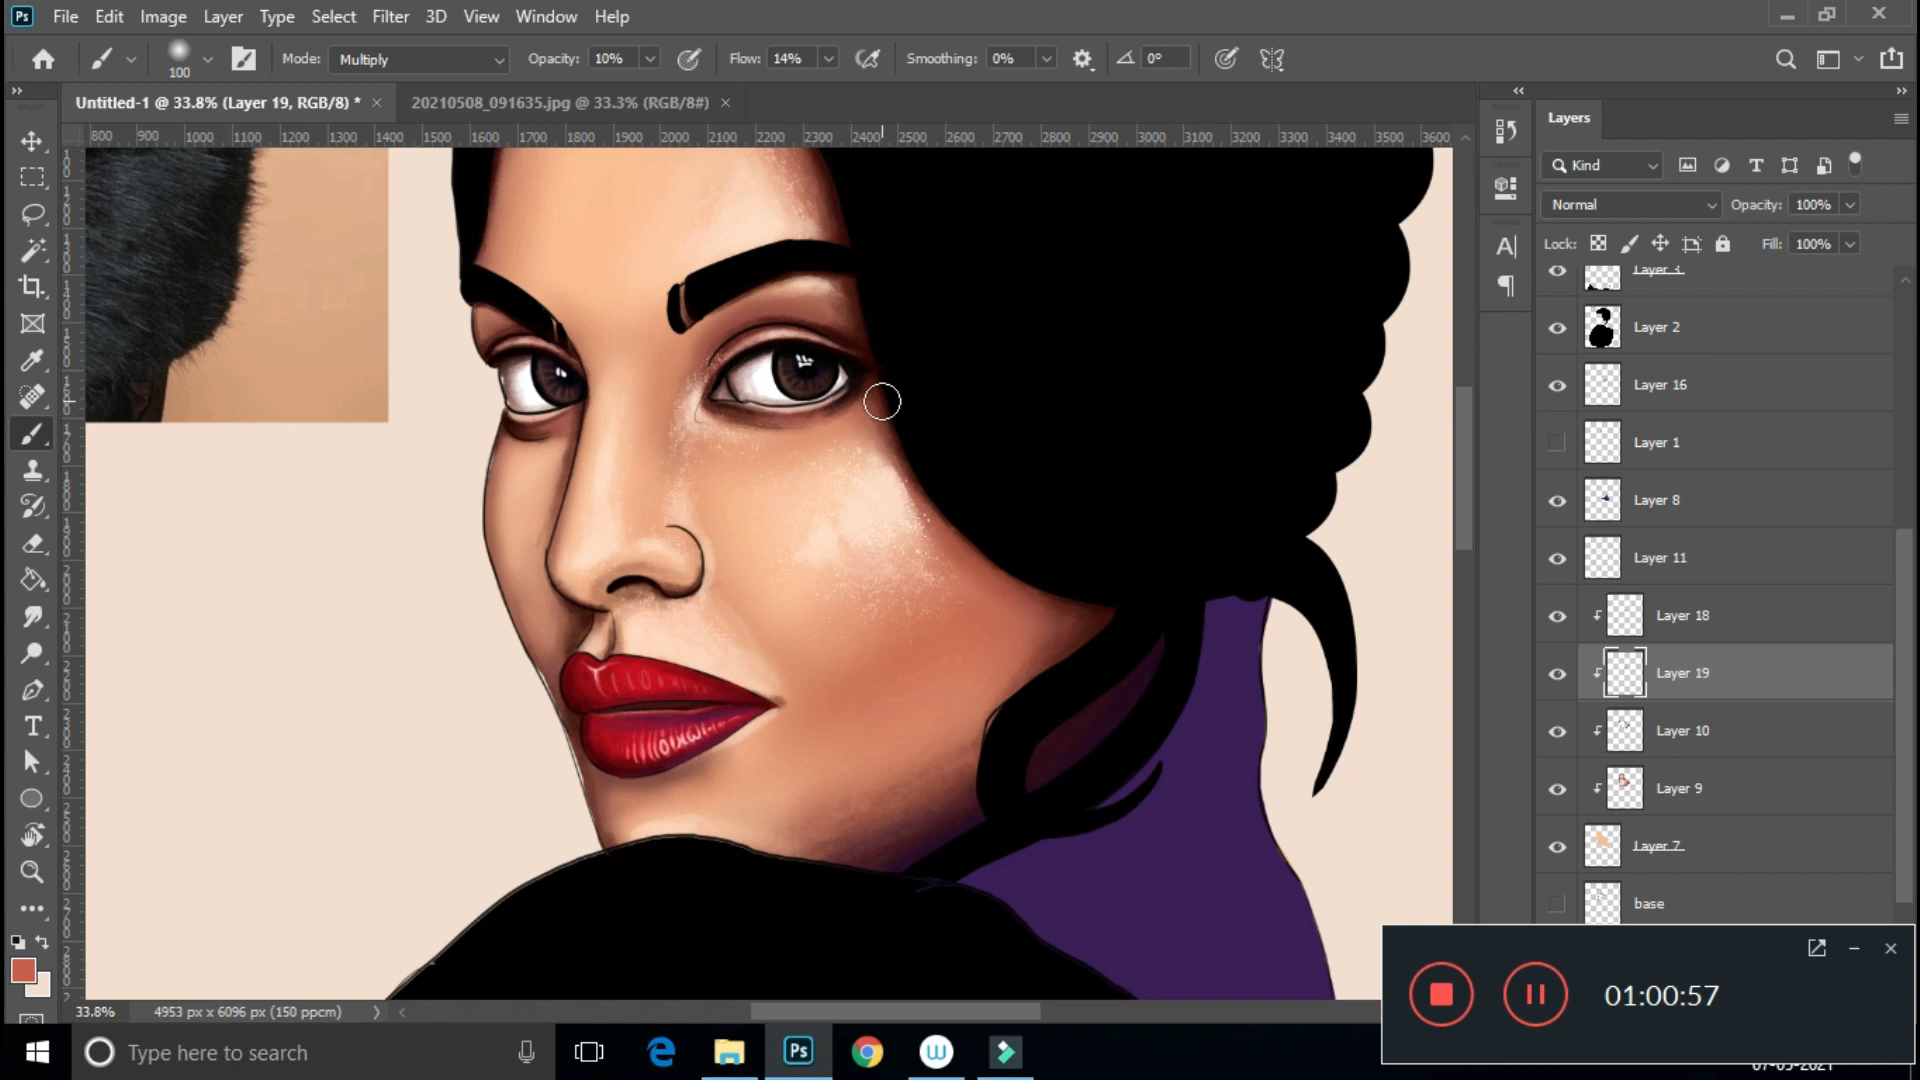 Ps File Edit Image Layer Type Select Filter 3D View Window Help
100 Mode: Multiply Opacity: 10% Flow: 14% Smoothing: 0% 0°
Untitled-1 @ 33.8% (Layer 19, RGB/8) * × 20210508_091635.jpg @ 33.3% (RGB/8#) ×
800 900 1000 1100 1200 1300 1400 1500 1600 1700 1800 1900 2000 2100 2200 2300 2400 2500 2600 2700 2800 2900 3000 3100 3200 3300 3400 3500 3600
Layers
Kind
Normal Opacity: 100%
Lock: Fill: 100%
Layer 3
Layer 2
Layer 16
Layer 1
Layer 8
Layer 11
Layer 18
Layer 19
Layer 10
Layer 9
Layer 7
base
33.8% 4953 px x 6096 px (150 ppcm)
01:00:57
Type here to search
Ps
07-05-2021